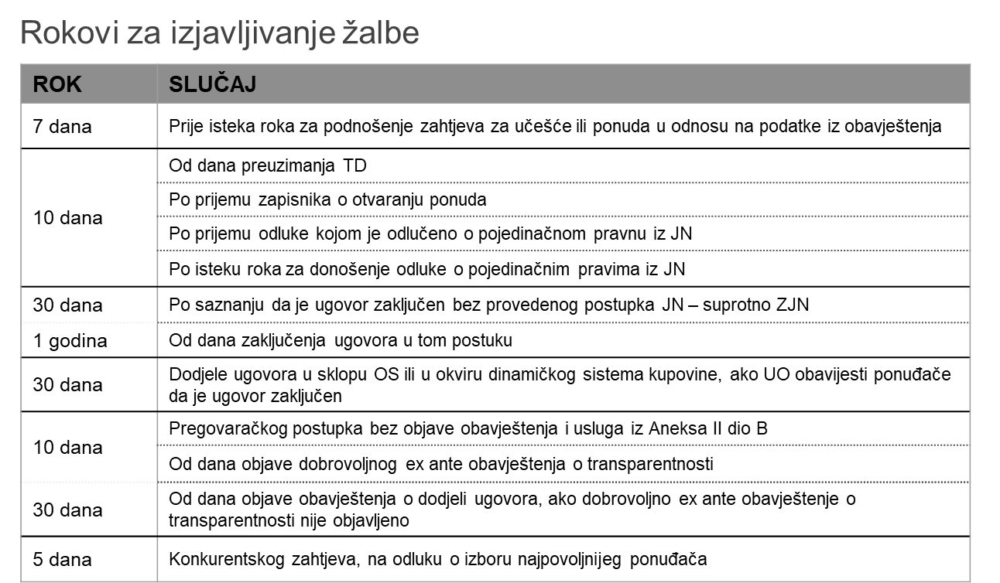 Rokovi za izjavljivanje žalbe
ROK
SLUČAJ
7 dana
Prije isteka roka za podnošenje zahtjeva za učešće ili ponuda u odnosu na podatke iz obavještenja
10 dana
Od dana preuzimanja TD
Po prijemu zapisnika o otvaranju ponuda
Po prijemu odluke kojom je odlučeno o pojedinačnom pravnu iz JN
Po isteku roka za donošenje odluke o pojedinačnim pravima iz JN
30 dana
Po saznanju da je ugovor zaključen bez provedenog postupka JN – suprotno ZJN
1 godina
Od dana zaključenja ugovora u tom postuku
30 dana
Dodjele ugovora u sklopu OS ili u okviru dinamičkog sistema kupovine, ako UO obavijesti ponuđače
da je ugovor zaključen
10 dana
Pregovaračkog postupka bez objave obavještenja i usluga iz Aneksa II dio B
Od dana objave dobrovoljnog ex ante obavještenja o transparentnosti
30 dana
Od dana objave obavještenja o dodjeli ugovora, ako dobrovoljno ex ante obavještenje o
transparentnosti nije objavljeno
5 dana
Konkurentskog zahtjeva, na odluku o izboru najpovoljnijeg ponuđača